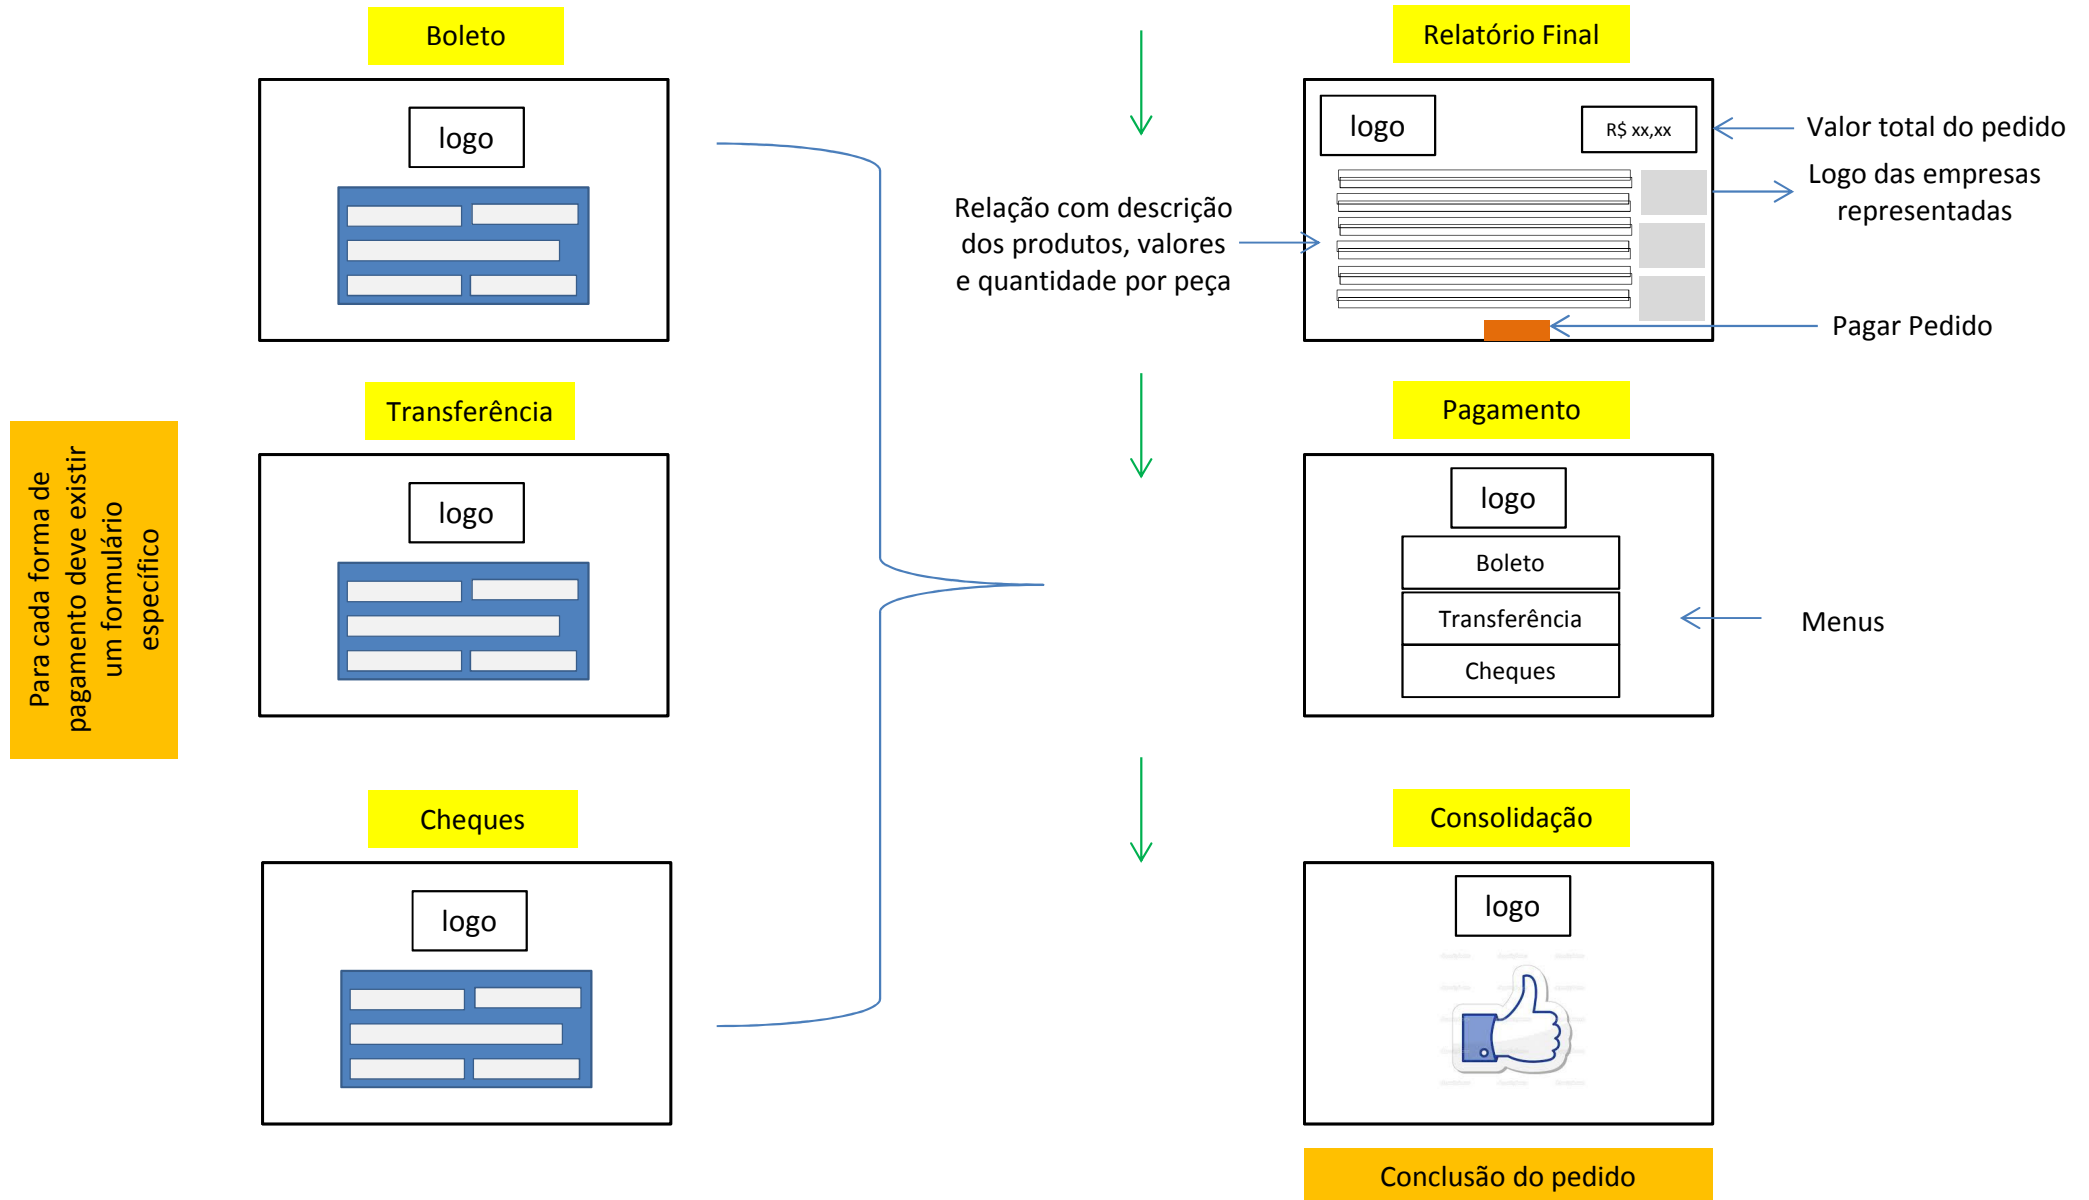 Boleto
logo
Transferência
logo
Cheques
logo
Para cada forma de
pagamento deve existir
um formulário
específico
Relatório Final
logo
R$ xx,xx
Valor total do pedido
Logo das empresas
representadas
Relação com descrição
dos produtos, valores
e quantidade por peça
Pagar Pedido
Pagamento
logo
Boleto
Transferência
Cheques
Menus
Consolidação
logo
Conclusão do pedido